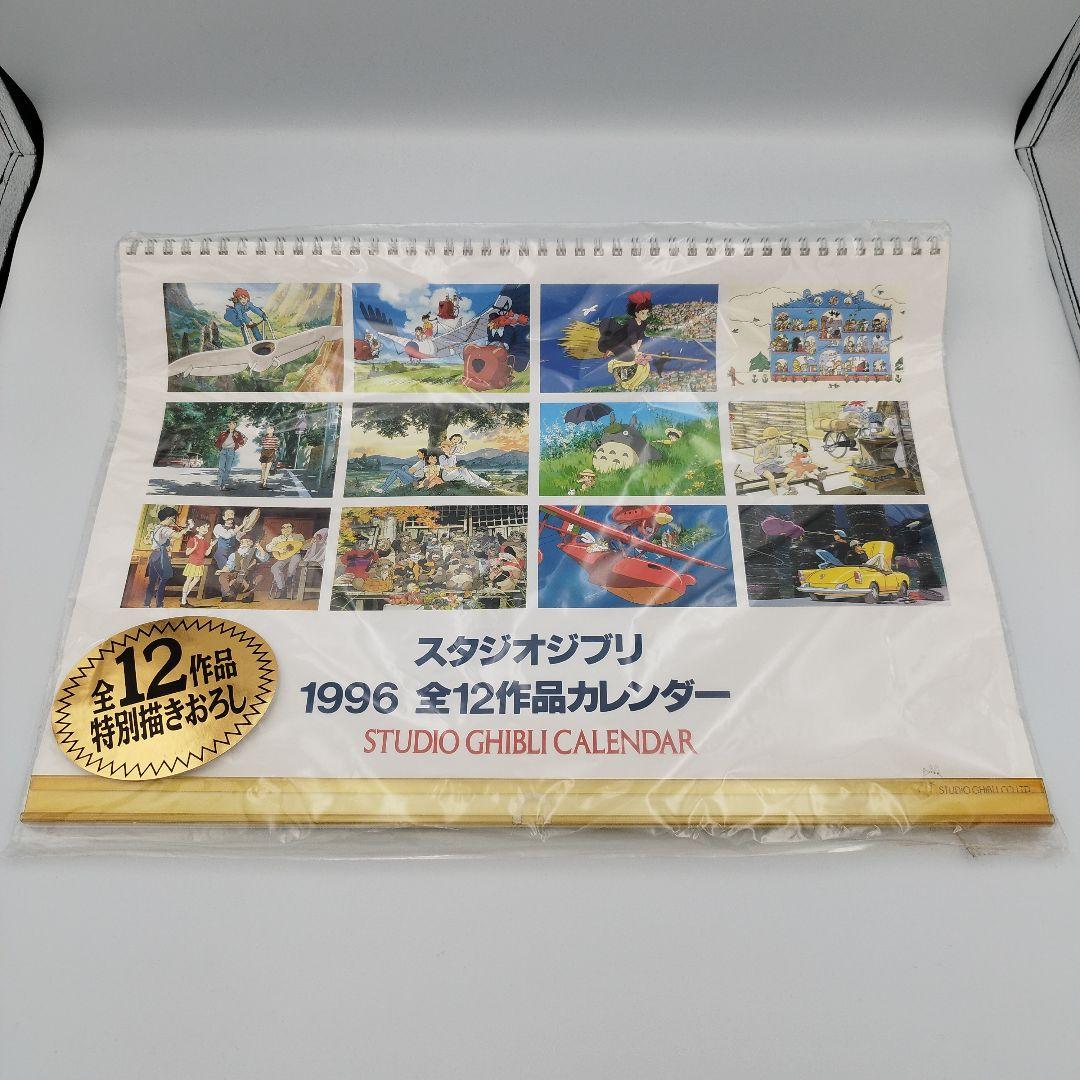 スタジオジブリ
1996 全12作品カレンダー
STUDIO GHIBLI CALENDAR
全12作品
特別描きおろし
STUDIO GHIBLI CO.,LTD.